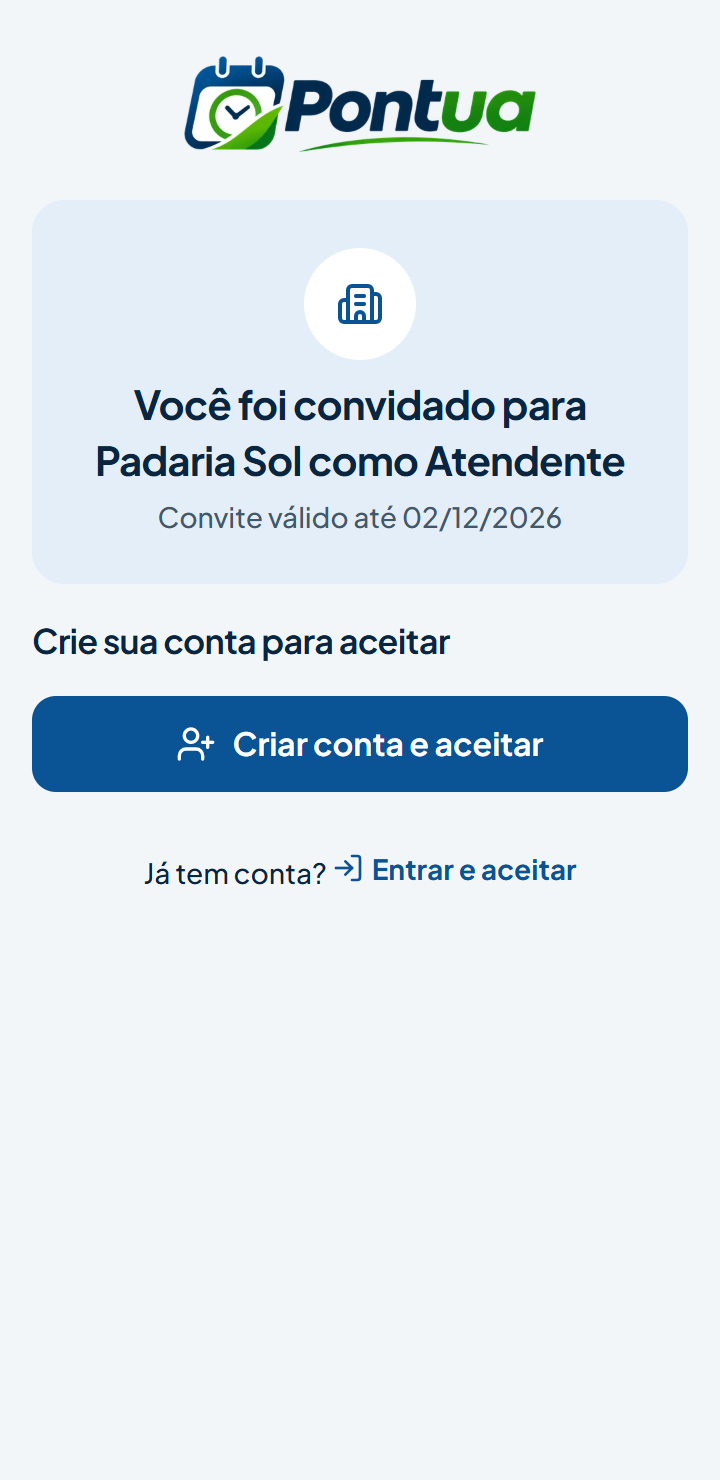 Pontua
Você foi convidado para
Padaria Sol como Atendente
Convite válido até 02/12/2026
Crie sua conta para aceitar
Criar conta e aceitar
Já tem conta? Entrar e aceitar